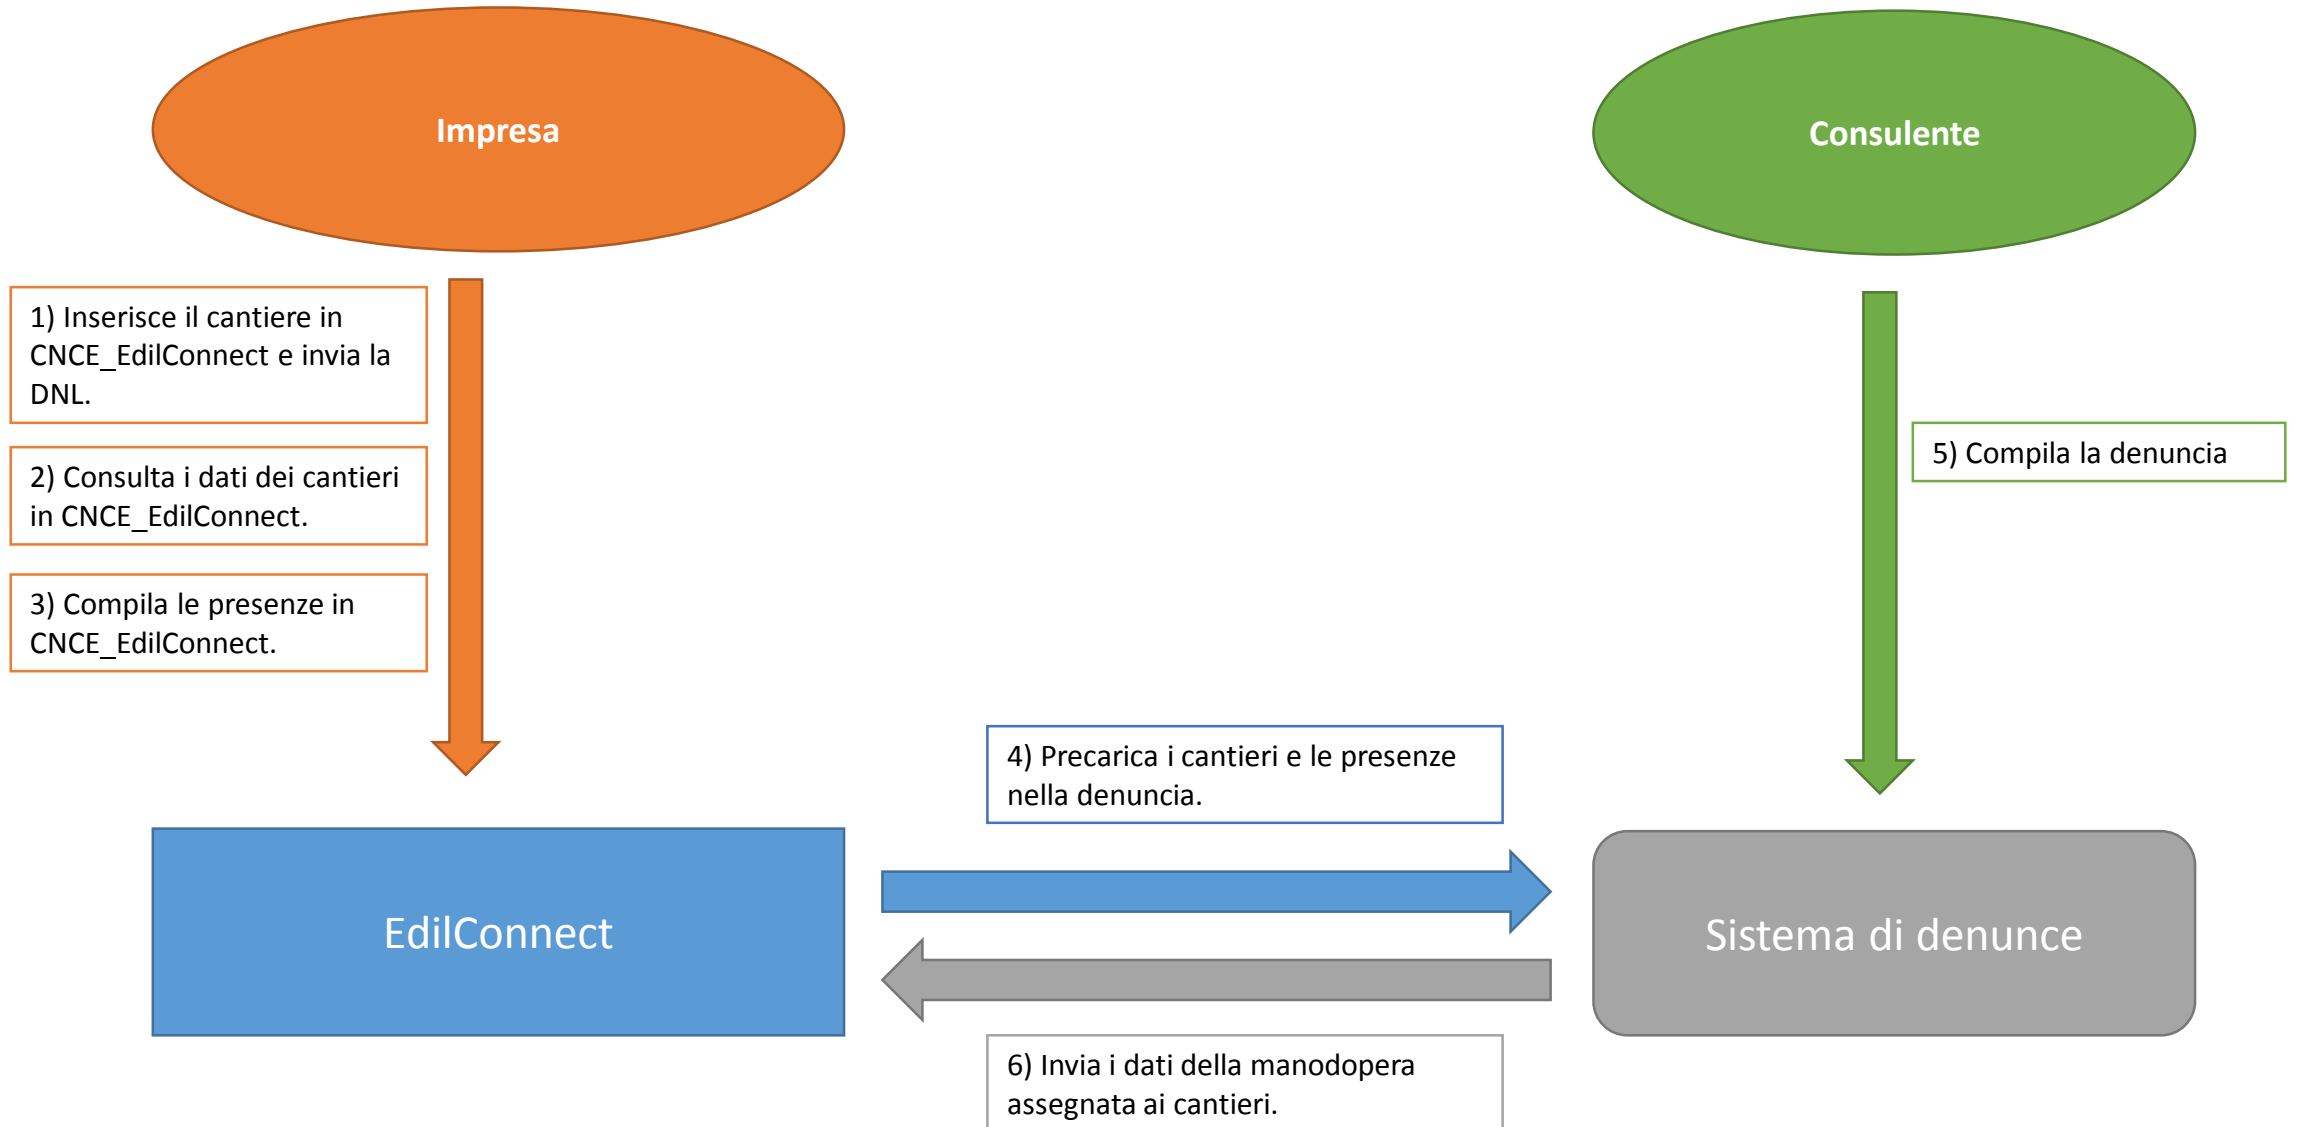 Impresa
Consulente
1) Inserisce il cantiere in
CNCE_EdilConnect e invia la
DNL.
2) Consulta i dati dei cantieri
in CNCE_EdilConnect.
3) Compila le presenze in
CNCE_EdilConnect.
5) Compila la denuncia
4) Precarica i cantieri e le presenze
nella denuncia.
EdilConnect
Sistema di denunce
6) Invia i dati della manodopera
assegnata ai cantieri.